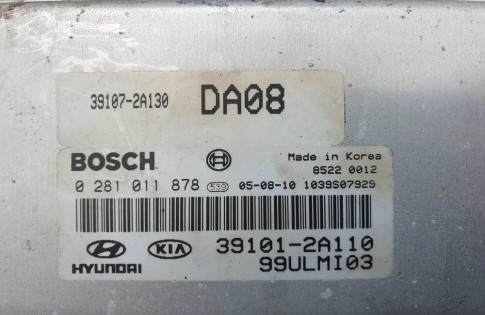 39107-2A130 DA08
BOSCH Made in Korea
8522 0012
0 281 011 878 05-08-10 1039S07929
HYUNDAI KIA 39101-2A110
99ULMI03